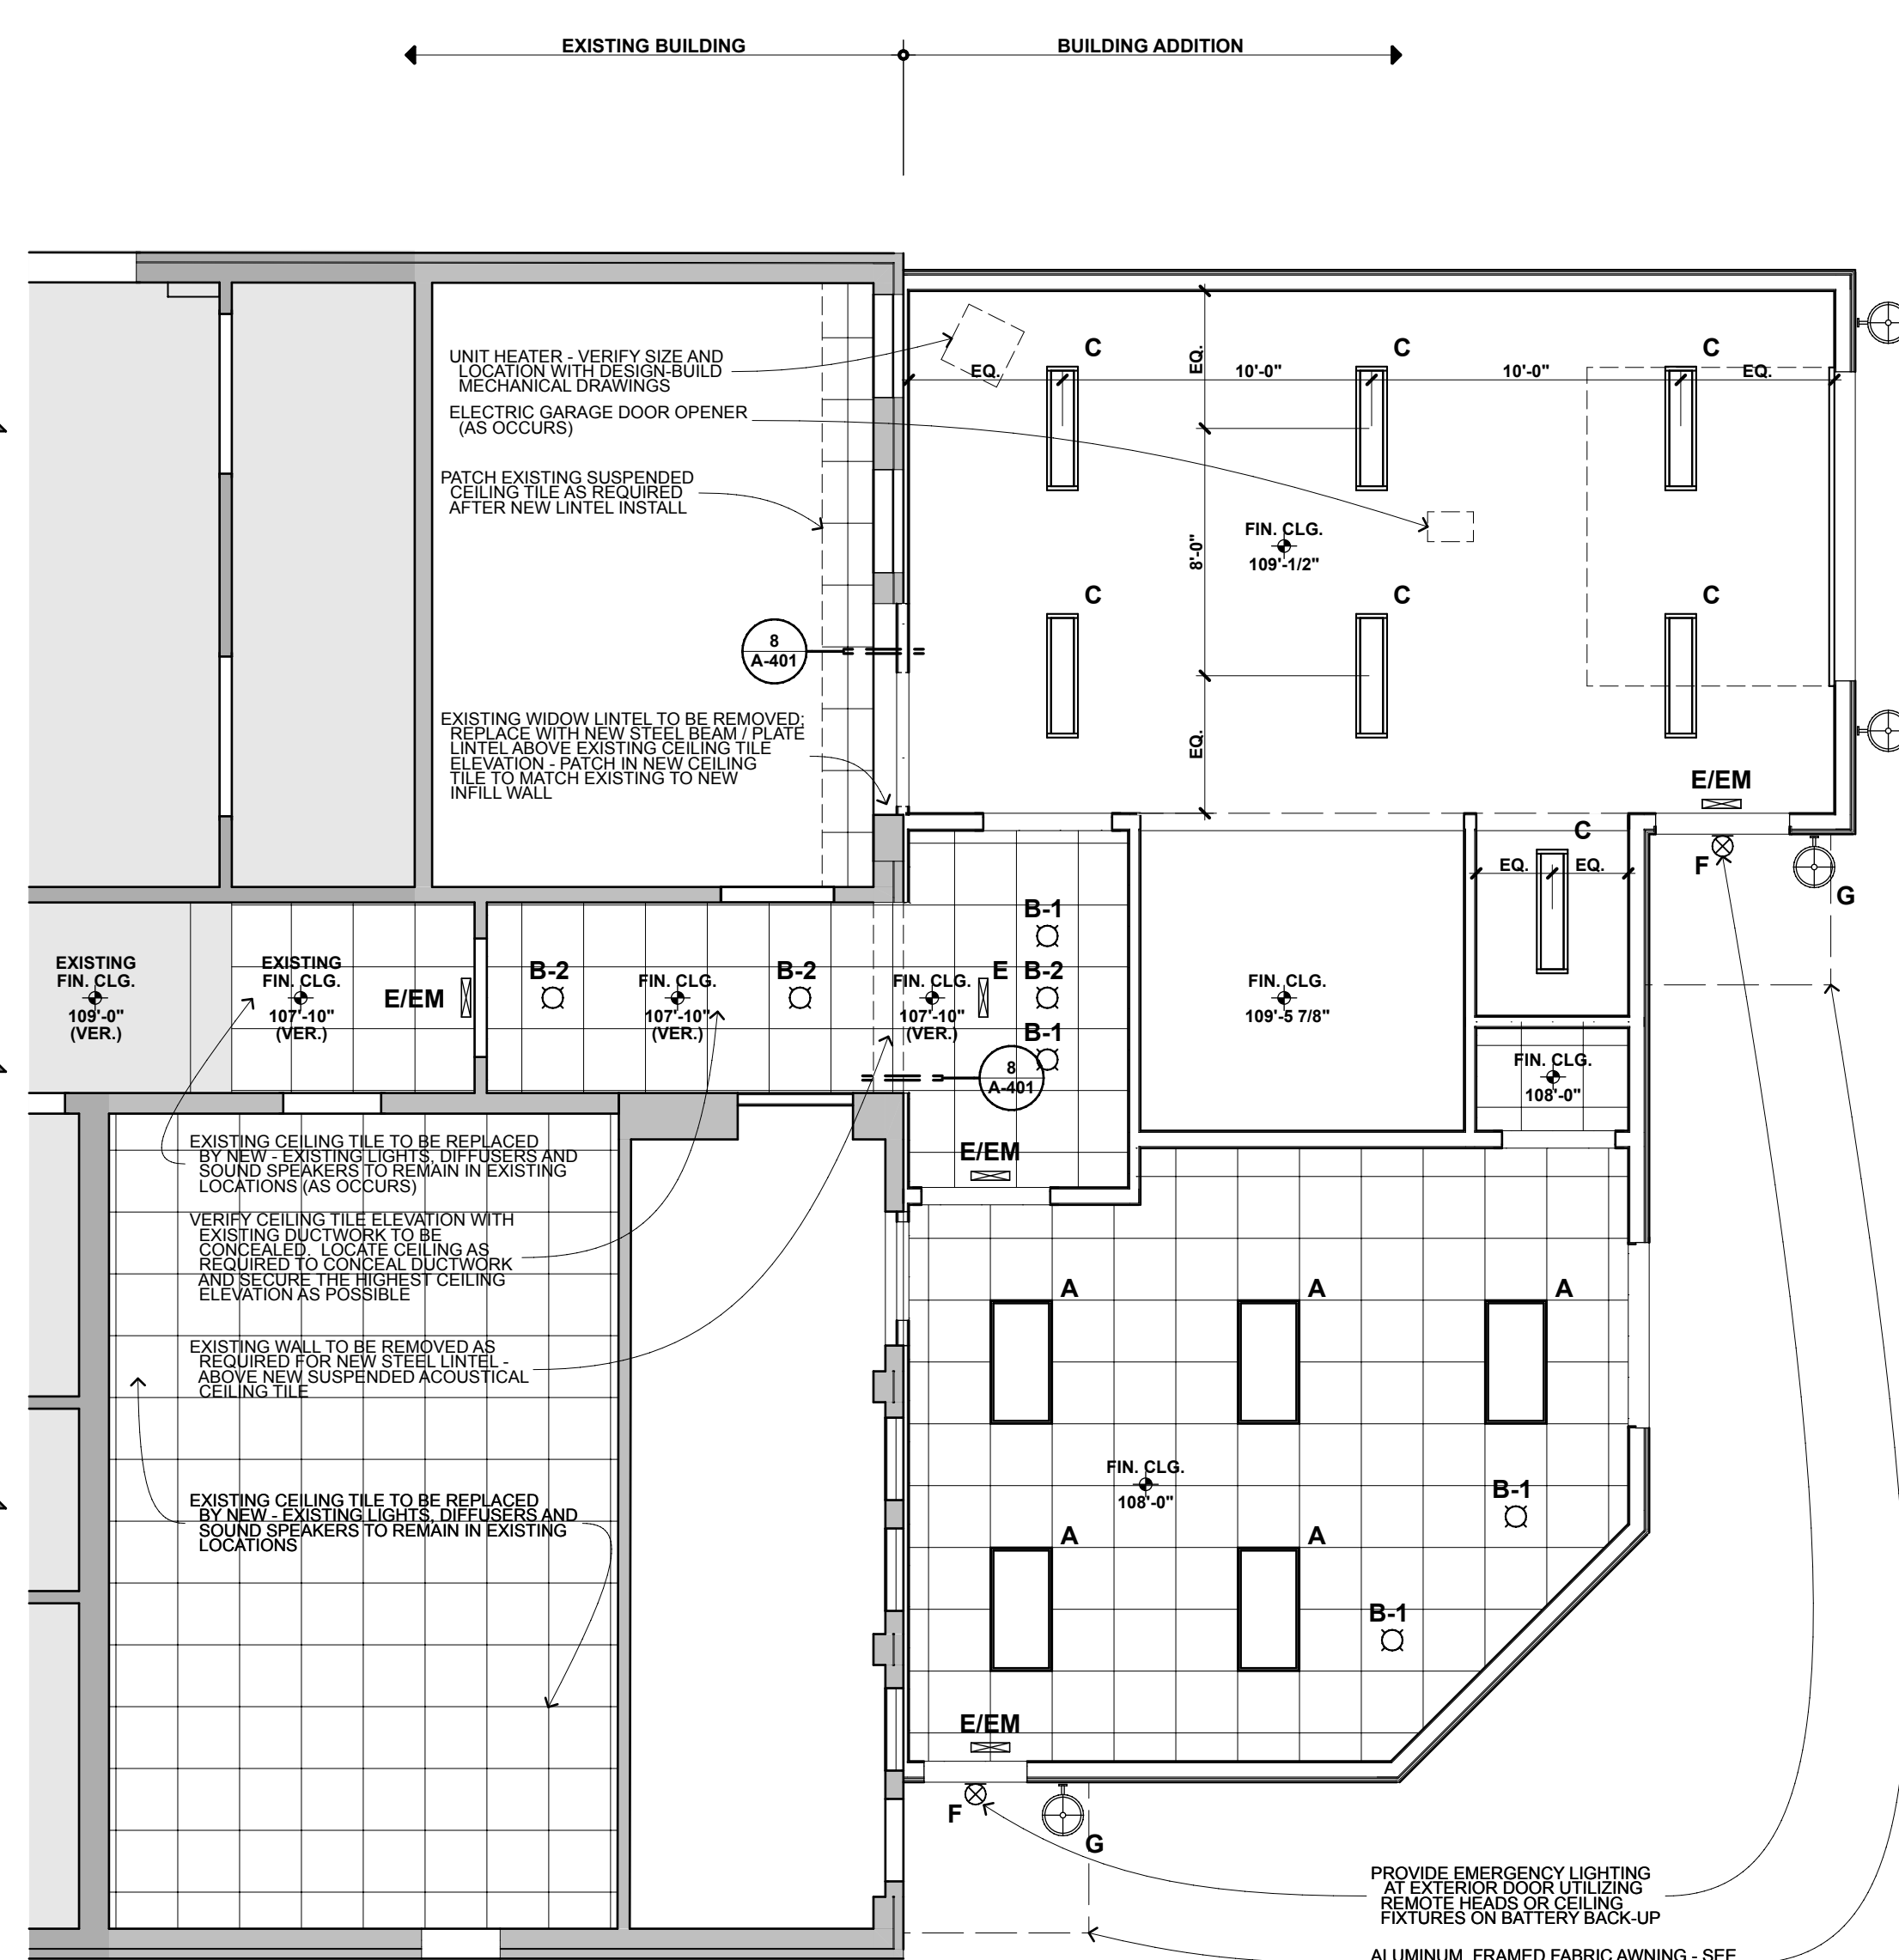 EXISTING BUILDING
BUILDING ADDITION
UNIT HEATER - VERIFY SIZE AND
LOCATION WITH DESIGN-BUILD
MECHANICAL DRAWINGS
ELECTRIC GARAGE DOOR OPENER
(AS OCCURS)
PATCH EXISTING SUSPENDED
CEILING TILE AS REQUIRED
AFTER NEW LINTEL INSTALL
8
A-401
EXISTING WIDOW LINTEL TO BE REMOVED;
REPLACE WITH NEW STEEL BEAM / PLATE
LINTEL ABOVE EXISTING CEILING TILE
ELEVATION - PATCH IN NEW CEILING
TILE TO MATCH EXISTING TO NEW
INFILL WALL
C
C
C
EQ.
EQ.
10'-0"
10'-0"
EQ.
8'-0"
FIN. CLG.
109'-1/2"
C
C
C
EQ.
E/EM
C
EQ.
EQ.
F
G
EXISTING
FIN. CLG.
109'-0"
(VER.)
EXISTING
FIN. CLG.
107'-10"
(VER.)
E/EM
B-2
FIN. CLG.
107'-10"
(VER.)
B-2
FIN. CLG.
107'-10"
(VER.)
E
B-1
B-2
B-1
8
A-401
E/EM
FIN. CLG.
109'-5 7/8"
FIN. CLG.
108'-0"
EXISTING CEILING TILE TO BE REPLACED
BY NEW - EXISTING LIGHTS, DIFFUSERS AND
SOUND SPEAKERS TO REMAIN IN EXISTING
LOCATIONS (AS OCCURS)
VERIFY CEILING TILE ELEVATION WITH
EXISTING DUCTWORK TO BE
CONCEALED. LOCATE CEILING AS
REQUIRED TO CONCEAL DUCTWORK
AND SECURE THE HIGHEST CEILING
ELEVATION AS POSSIBLE
EXISTING WALL TO BE REMOVED AS
REQUIRED FOR NEW STEEL LINTEL -
ABOVE NEW SUSPENDED ACOUSTICAL
CEILING TILE
EXISTING CEILING TILE TO BE REPLACED
BY NEW - EXISTING LIGHTS, DIFFUSERS AND
SOUND SPEAKERS TO REMAIN IN EXISTING
LOCATIONS
A
A
A
FIN. CLG.
108'-0"
B-1
A
A
B-1
E/EM
F
G
PROVIDE EMERGENCY LIGHTING
AT EXTERIOR DOOR UTILIZING
REMOTE HEADS OR CEILING
FIXTURES ON BATTERY BACK-UP
ALUMINUM FRAMED FABRIC AWNING - SEE